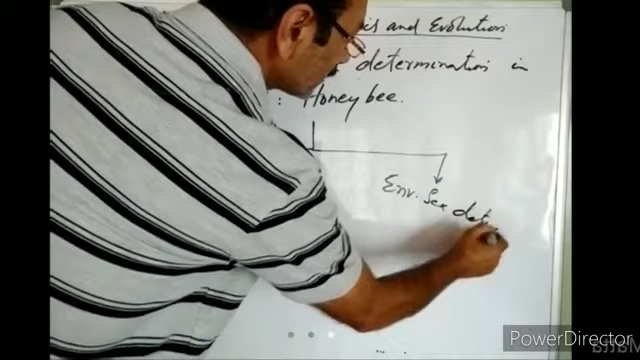 and Evolution
determination in
: Honey bee.
Env. Sex det
PowerDirector